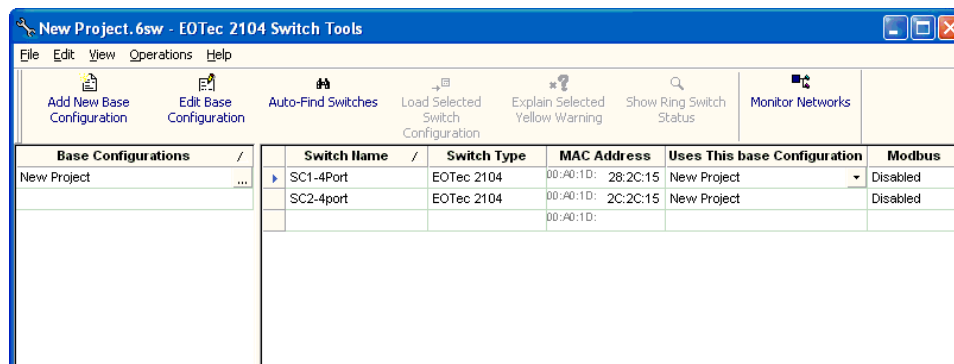 New Project.6sw - EOTec 2104 Switch Tools
File Edit View Operations Help
Add New Base Configuration
Edit Base Configuration
Auto-Find Switches
Load Selected Switch Configuration
Explain Selected Yellow Warning
Show Ring Switch Status
Monitor Networks
Base Configurations /
New Project ...
Switch Name / Switch Type MAC Address Uses This base Configuration Modbus
SC1-4Port EOTec 2104 00:A0:1D: 28:2C:15 New Project Disabled
SC2-4port EOTec 2104 00:A0:1D: 2C:2C:15 New Project Disabled
00:A0:1D: